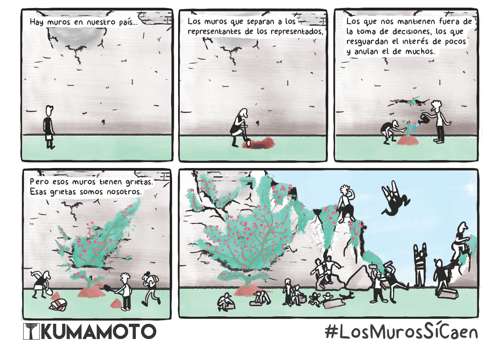 Hay muros en nuestro país...
Los muros que separan a los
representantes de los representados,
Los que nos mantienen fuera de
la toma de decisiones, los que
resguardan el interés de pocos
y anulan el de muchos.
Pero esos muros tienen grietas.
Esas grietas somos nosotros.
KUMAMOTO
#LosMurosSíCaen